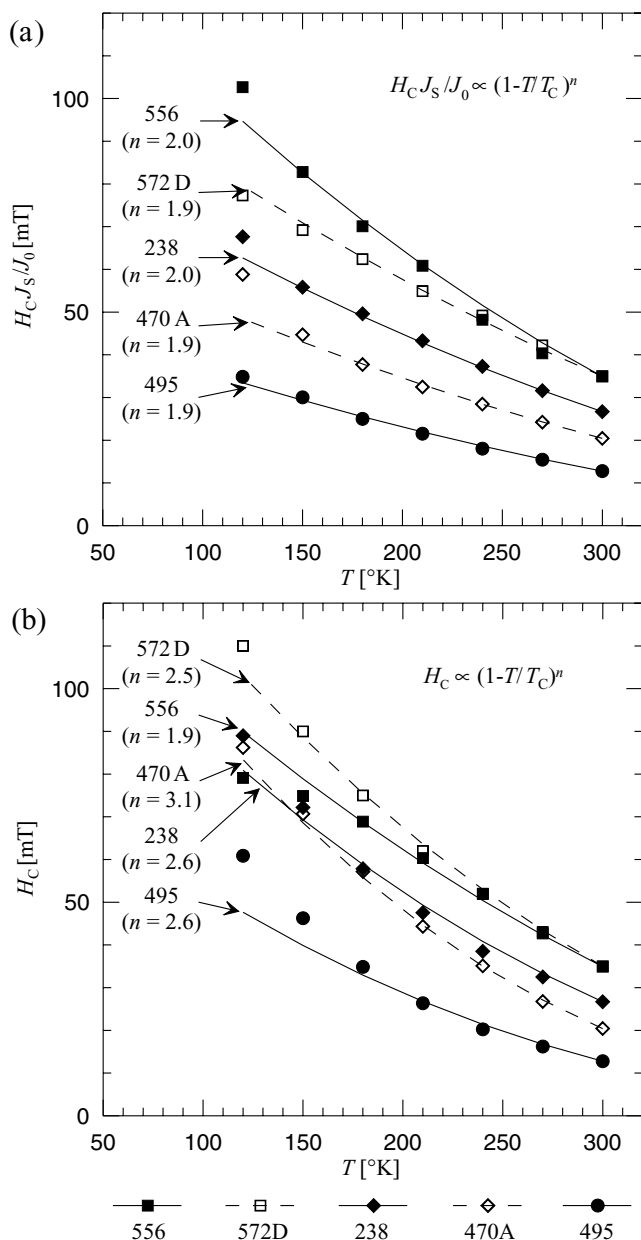 (a)
H_C J_S/J_0 ∝ (1-T/T_C)^n
556
(n = 2.0)
572 D
(n = 1.9)
238
(n = 2.0)
470 A
(n = 1.9)
495
(n = 1.9)
H_C J_S/J_0 [mT]
100
50
0
50 100 150 200 250 300
T [°K]
(b)
H_C ∝ (1-T/T_C)^n
572 D
(n = 2.5)
556
(n = 1.9)
470 A
(n = 3.1)
238
(n = 2.6)
495
(n = 2.6)
H_C [mT]
100
50
0
50 100 150 200 250 300
T [°K]
556 572D 238 470A 495